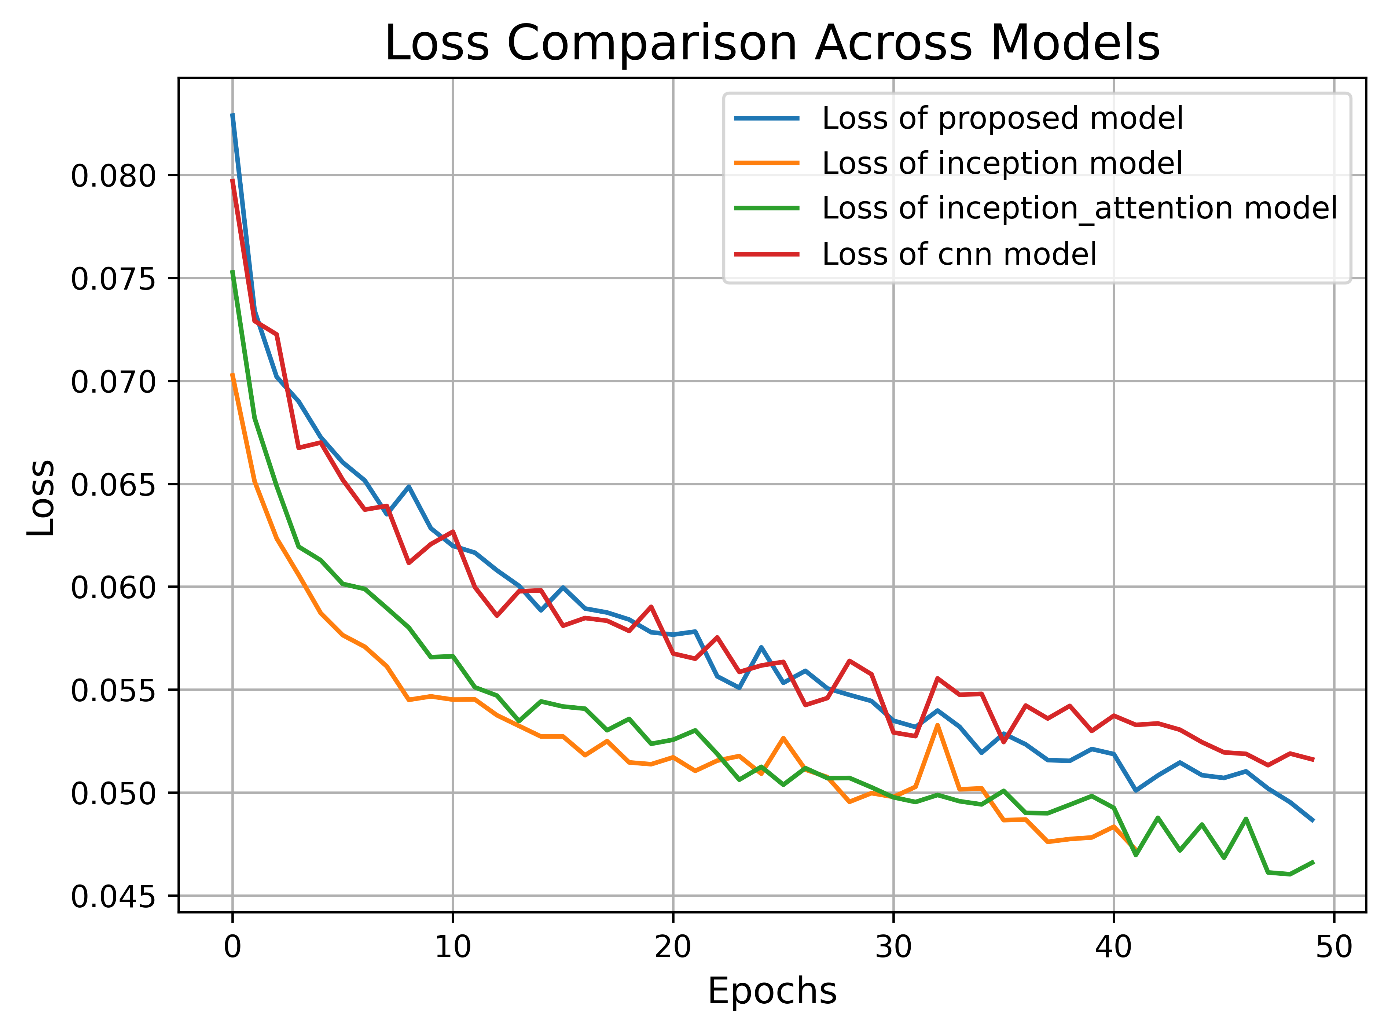 Loss Comparison Across Models
Loss of proposed model
Loss of inception model
Loss of inception_attention model
Loss of cnn model
0.080
0.075
0.070
0.065
0.060
0.055
0.050
0.045
Loss
0 10 20 30 40 50
Epochs